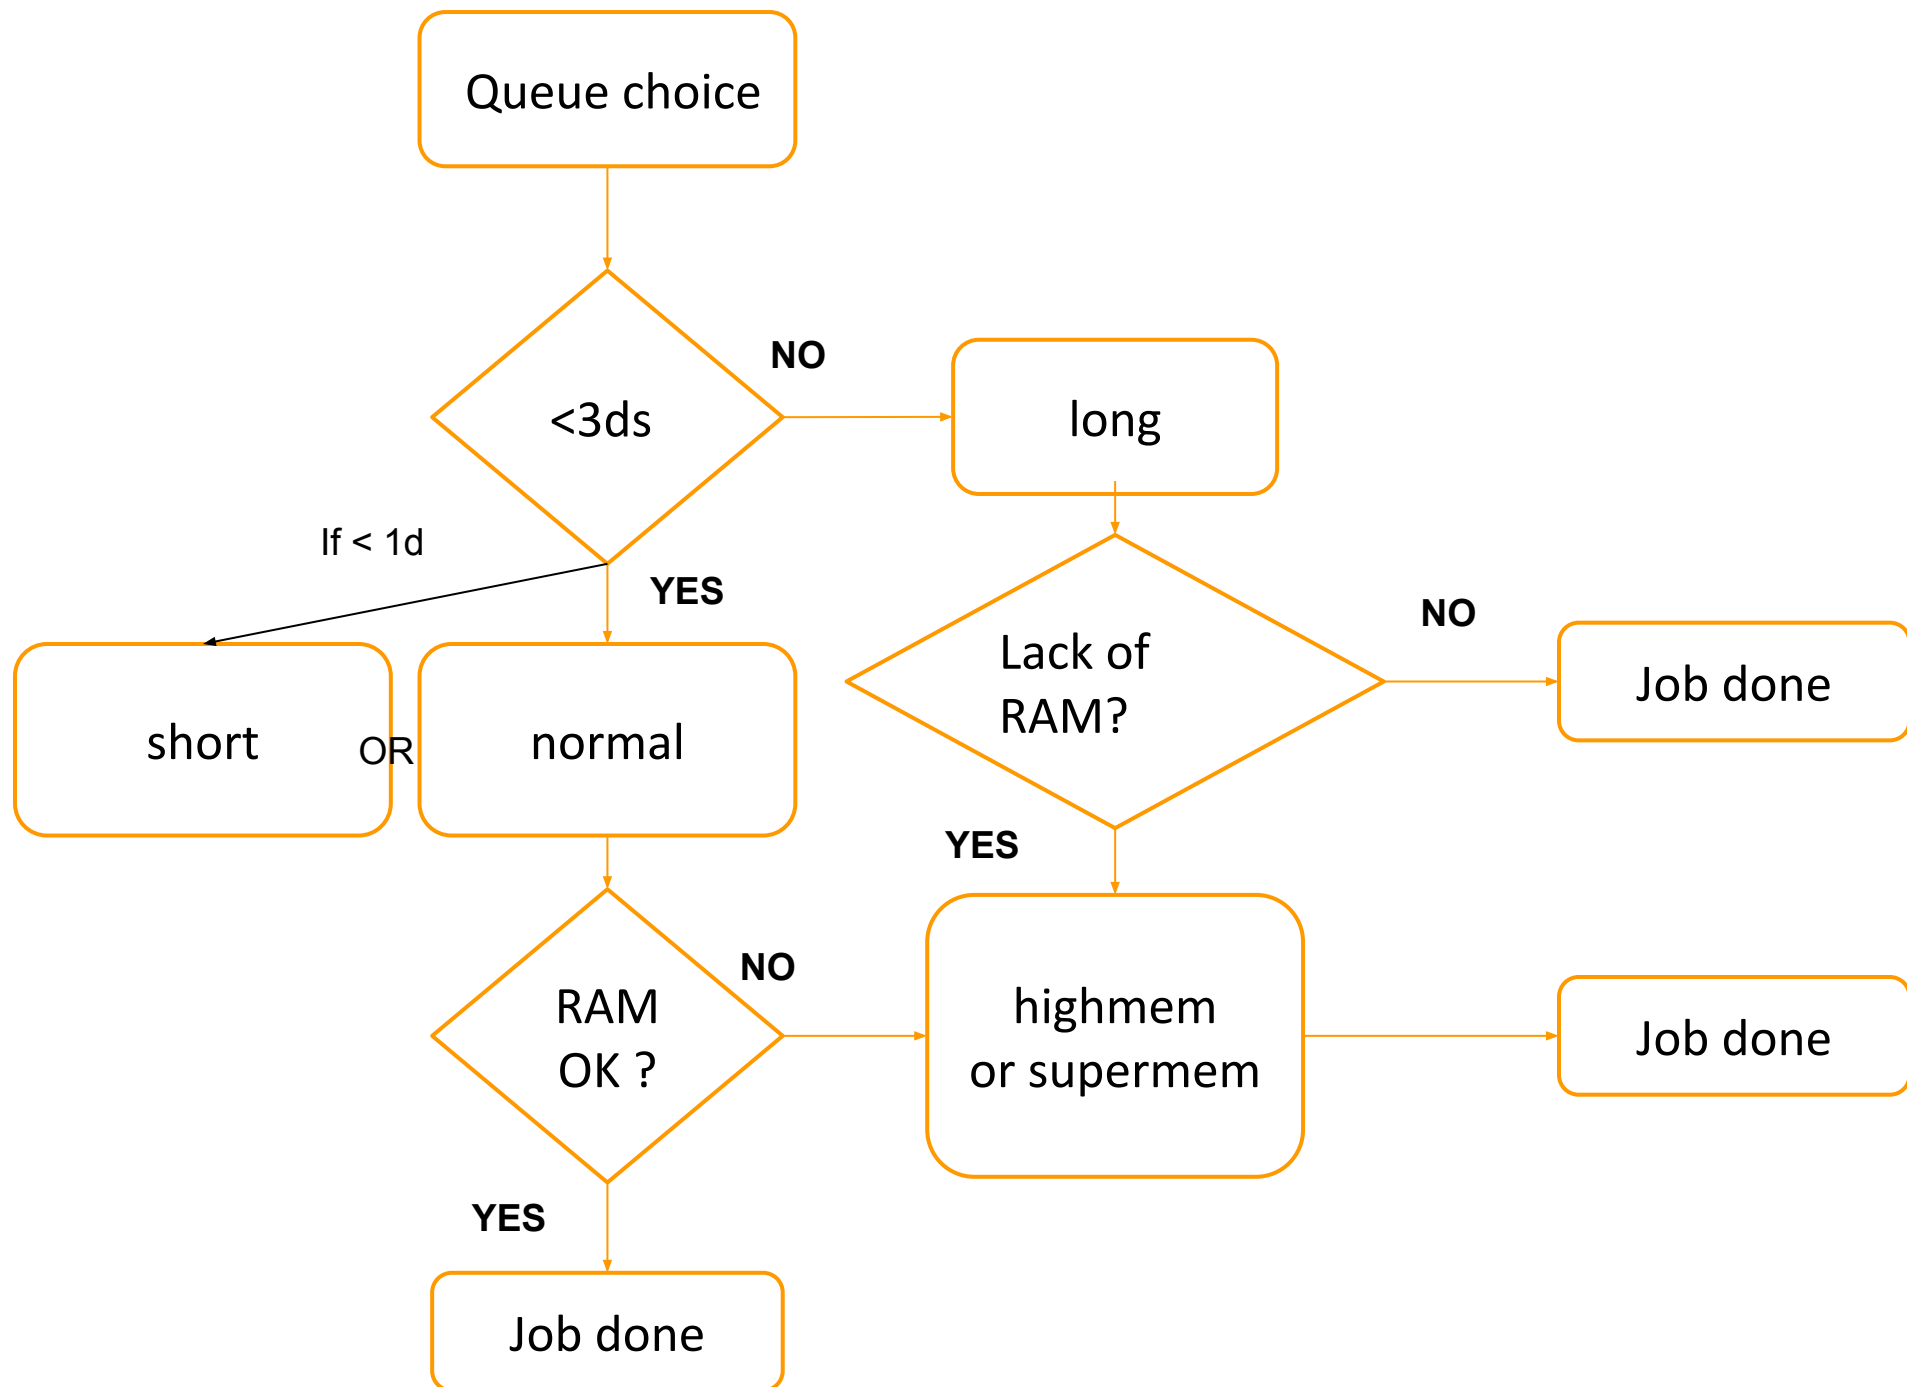 Queue choice
<3ds
NO
long
If < 1d
YES
short
OR
normal
Lack of
RAM?
NO
Job done
YES
RAM
OK ?
NO
highmem
or supermem
Job done
YES
Job done